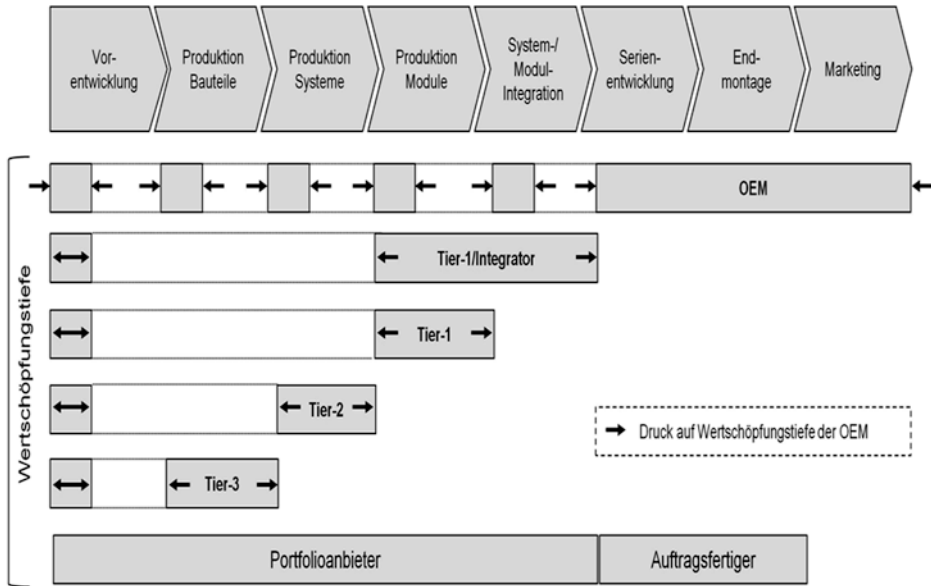 Vor-
entwicklung
Produktion
Bauteile
Produktion
Systeme
Produktion
Module
System-/
Modul-
Integration
Serien-
entwicklung
End-
montage
Marketing
Wertschöpfungstiefe
OEM
Tier-1/Integrator
Tier-1
Tier-2
Druck auf Wertschöpfungstiefe der OEM
Tier-3
Portfolioanbieter
Auftragsfertiger